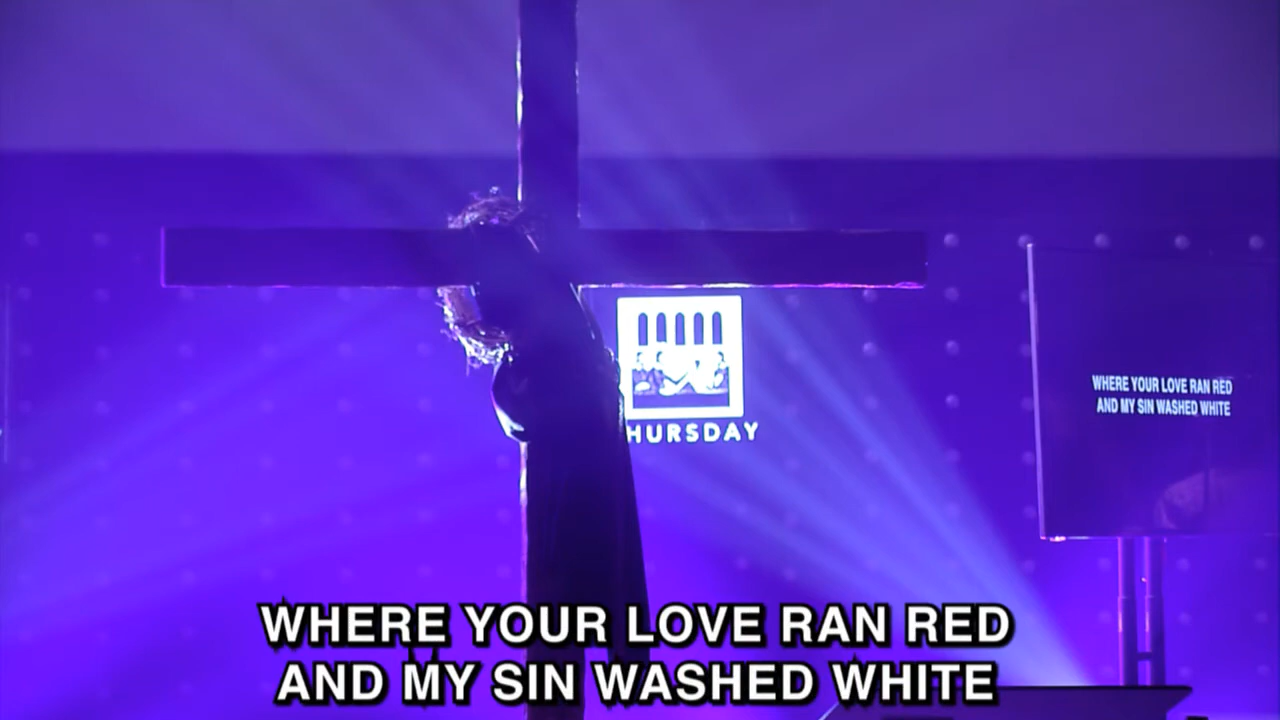 HURSDAY
WHERE YOUR LOVE RAN RED
AND MY SIN WASHED WHITE
WHERE YOUR LOVE RAN RED
AND MY SIN WASHED WHITE